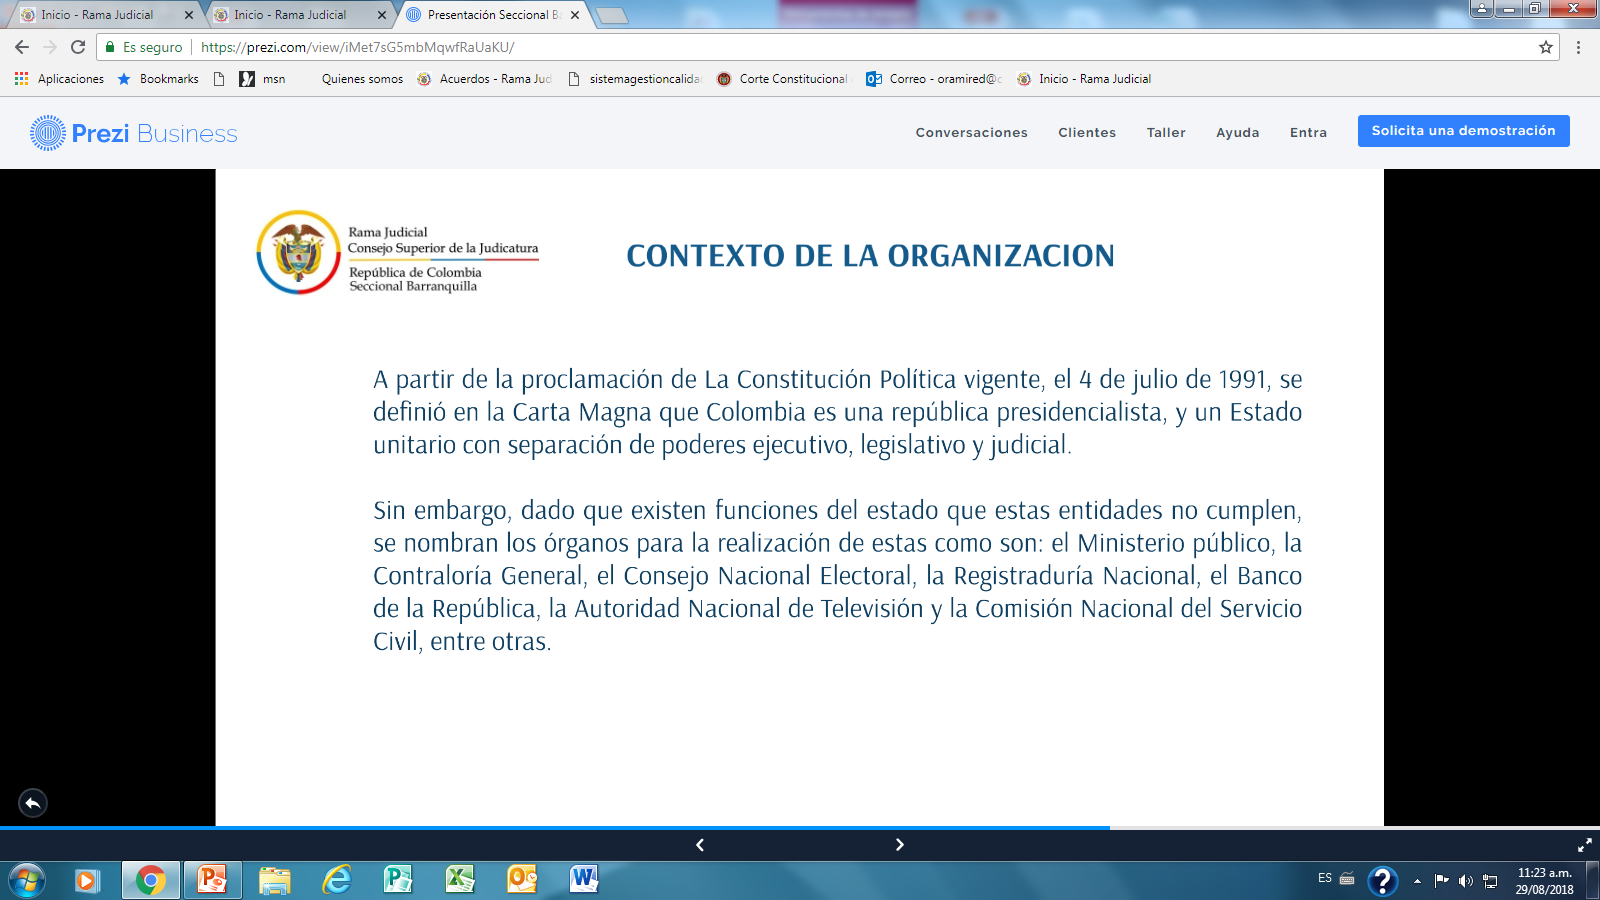 Inicio - Rama Judicial
Inicio - Rama Judicial
Presentación Seccional Ba
Es seguro
https://prezi.com/view/iMet7sG5mbMqwfRaUaKU/
Aplicaciones
Bookmarks
msn
Quienes somos
Acuerdos - Rama Jud
sistemagestioncalida
Corte Constitucional
Correo - oramired@c
Inicio - Rama Judicial
Prezi Business
Conversaciones
Clientes
Taller
Ayuda
Entra
Solicita una demostración
Rama Judicial
Consejo Superior de la Judicatura
República de Colombia
Seccional Barranquilla
CONTEXTO DE LA ORGANIZACION
A partir de la proclamación de La Constitución Política vigente, el 4 de julio de 1991, se
definió en la Carta Magna que Colombia es una república presidencialista, y un Estado
unitario con separación de poderes ejecutivo, legislativo y judicial.
Sin embargo, dado que existen funciones del estado que estas entidades no cumplen,
se nombran los órganos para la realización de estas como son: el Ministerio público, la
Contraloría General, el Consejo Nacional Electoral, la Registraduría Nacional, el Banco
de la República, la Autoridad Nacional de Televisión y la Comisión Nacional del Servicio
Civil, entre otras.
ES
11:23 a.m.
29/08/2018